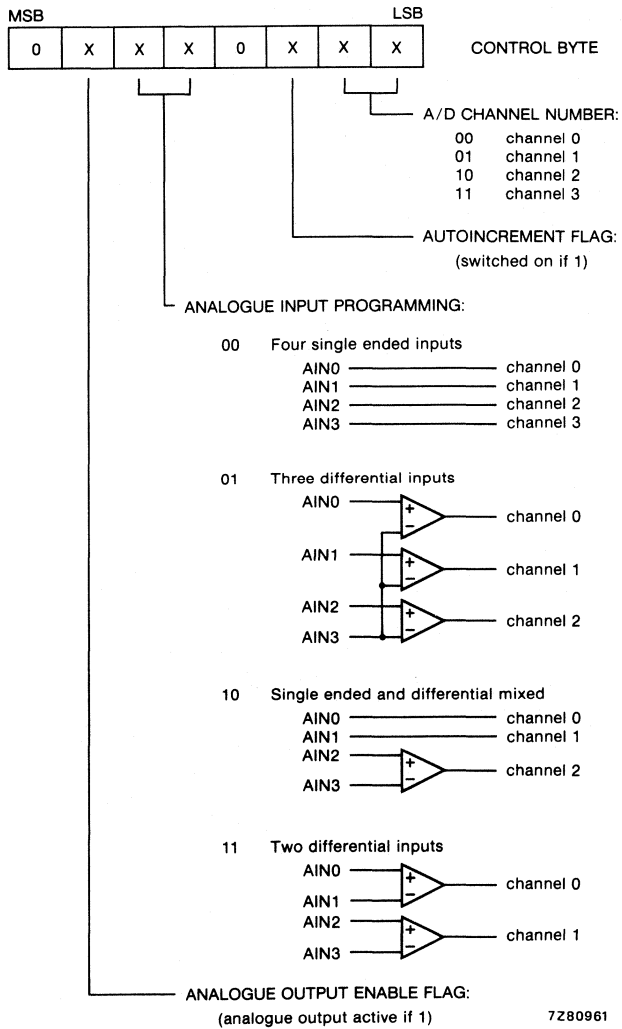 MSB LSB
0 X X X 0 X X X CONTROL BYTE
A/D CHANNEL NUMBER:
00 channel 0
01 channel 1
10 channel 2
11 channel 3
AUTOINCREMENT FLAG:
(switched on if 1)
ANALOGUE INPUT PROGRAMMING:
00 Four single ended inputs
AIN0 channel 0
AIN1 channel 1
AIN2 channel 2
AIN3 channel 3
01 Three differential inputs
AIN0 + − channel 0
AIN1 + − channel 1
AIN2 + − channel 2
AIN3
10 Single ended and differential mixed
AIN0 channel 0
AIN1 channel 1
AIN2 + − channel 2
AIN3
11 Two differential inputs
AIN0 + − channel 0
AIN1
AIN2 + − channel 1
AIN3
ANALOGUE OUTPUT ENABLE FLAG:
(analogue output active if 1) 7Z80961